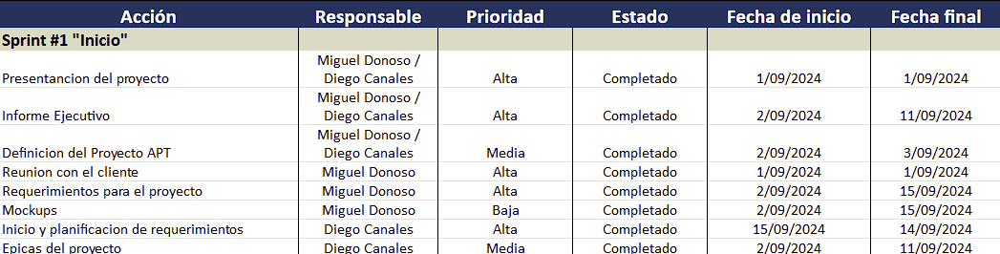 Acción Responsable Prioridad Estado Fecha de inicio Fecha final
Sprint #1 "Inicio"
Miguel Donoso /
Presentancion del proyecto Diego Canales Alta Completado 1/09/2024 1/09/2024
Miguel Donoso /
Informe Ejecutivo Diego Canales Alta Completado 2/09/2024 11/09/2024
Miguel Donoso /
Definicion del Proyecto APT Diego Canales Media Completado 2/09/2024 3/09/2024
Reunion con el cliente Miguel Donoso Alta Completado 1/09/2024 1/09/2024
Requerimientos para el proyecto Miguel Donoso Alta Completado 2/09/2024 15/09/2024
Mockups Miguel Donoso Baja Completado 2/09/2024 15/09/2024
Inicio y planificacion de requerimientos Diego Canales Alta Completado 15/09/2024 14/09/2024
Epicas del proyecto Diego Canales Media Completado 2/09/2024 11/09/2024